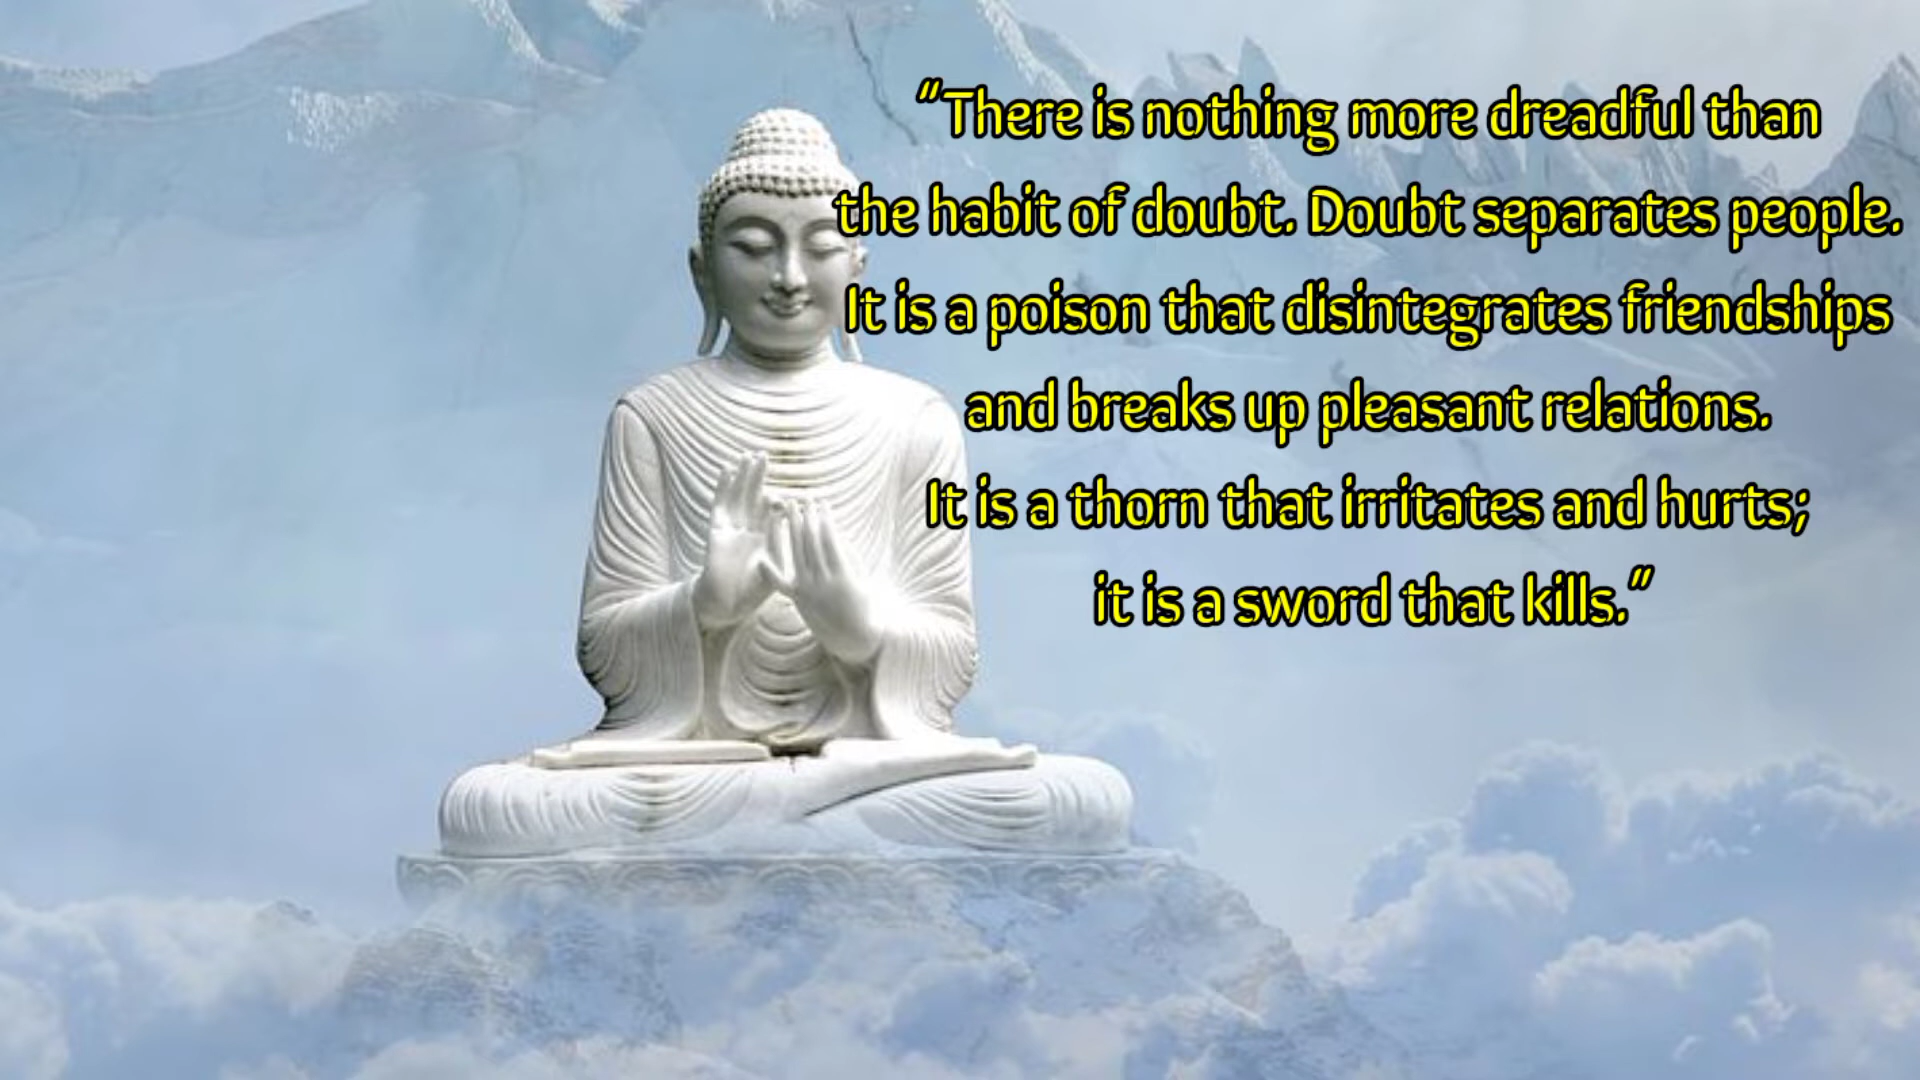 “There is nothing more dreadful than
the habit of doubt. Doubt separates people.
It is a poison that disintegrates friendships
and breaks up pleasant relations.
It is a thorn that irritates and hurts;
it is a sword that kills.”